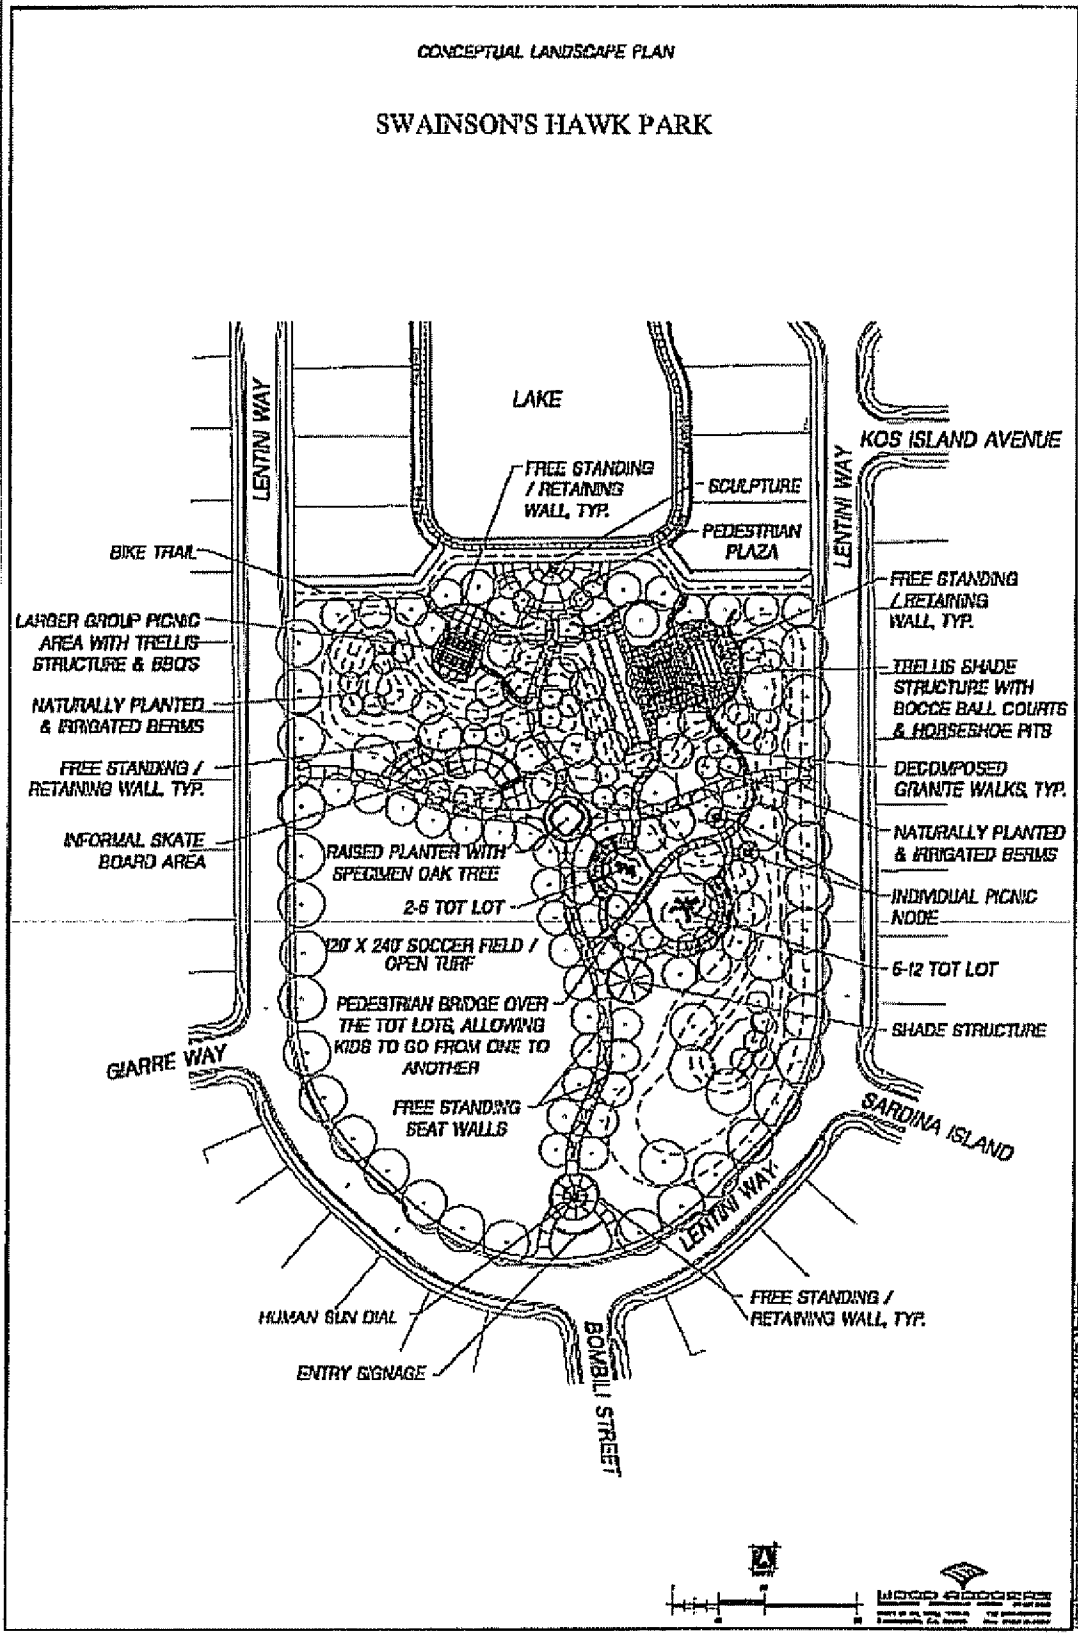 CONCEPTUAL LANDSCAPE PLAN
SWAINSON'S HAWK PARK
LENTINI WAY
LAKE
LENTINI WAY
KOS ISLAND AVENUE
FREE STANDING
/ RETAINING
WALL, TYP.
SCULPTURE
PEDESTRIAN
PLAZA
BIKE TRAIL
LARGER GROUP PICNIC
AREA WITH TRELLIS
STRUCTURE & BBQ'S
NATURALLY PLANTED
& IRRIGATED BERMS
FREE STANDING /
RETAINING WALL, TYP.
INFORMAL SKATE
BOARD AREA
FREE STANDING
/ RETAINING
WALL, TYP.
TRELLIS SHADE
STRUCTURE WITH
BOCCE BALL COURTS
& HORSESHOE PITS
DECOMPOSED
GRANITE WALKS, TYP.
NATURALLY PLANTED
& IRRIGATED BERMS
INDIVIDUAL PICNIC
NODE
5-12 TOT LOT
SHADE STRUCTURE
RAISED PLANTER WITH
SPECIMEN OAK TREE
2-5 TOT LOT
120' X 240' SOCCER FIELD /
OPEN TURF
PEDESTRIAN BRIDGE OVER
THE TOT LOTS, ALLOWING
KIDS TO GO FROM ONE TO
ANOTHER
FREE STANDING
SEAT WALLS
GIARRE WAY
SARDINA ISLAND
LENTINI WAY
HUMAN SUN DIAL
ENTRY SIGNAGE
FREE STANDING /
RETAINING WALL, TYP.
BOMBILI STREET
WOOD RODGERS